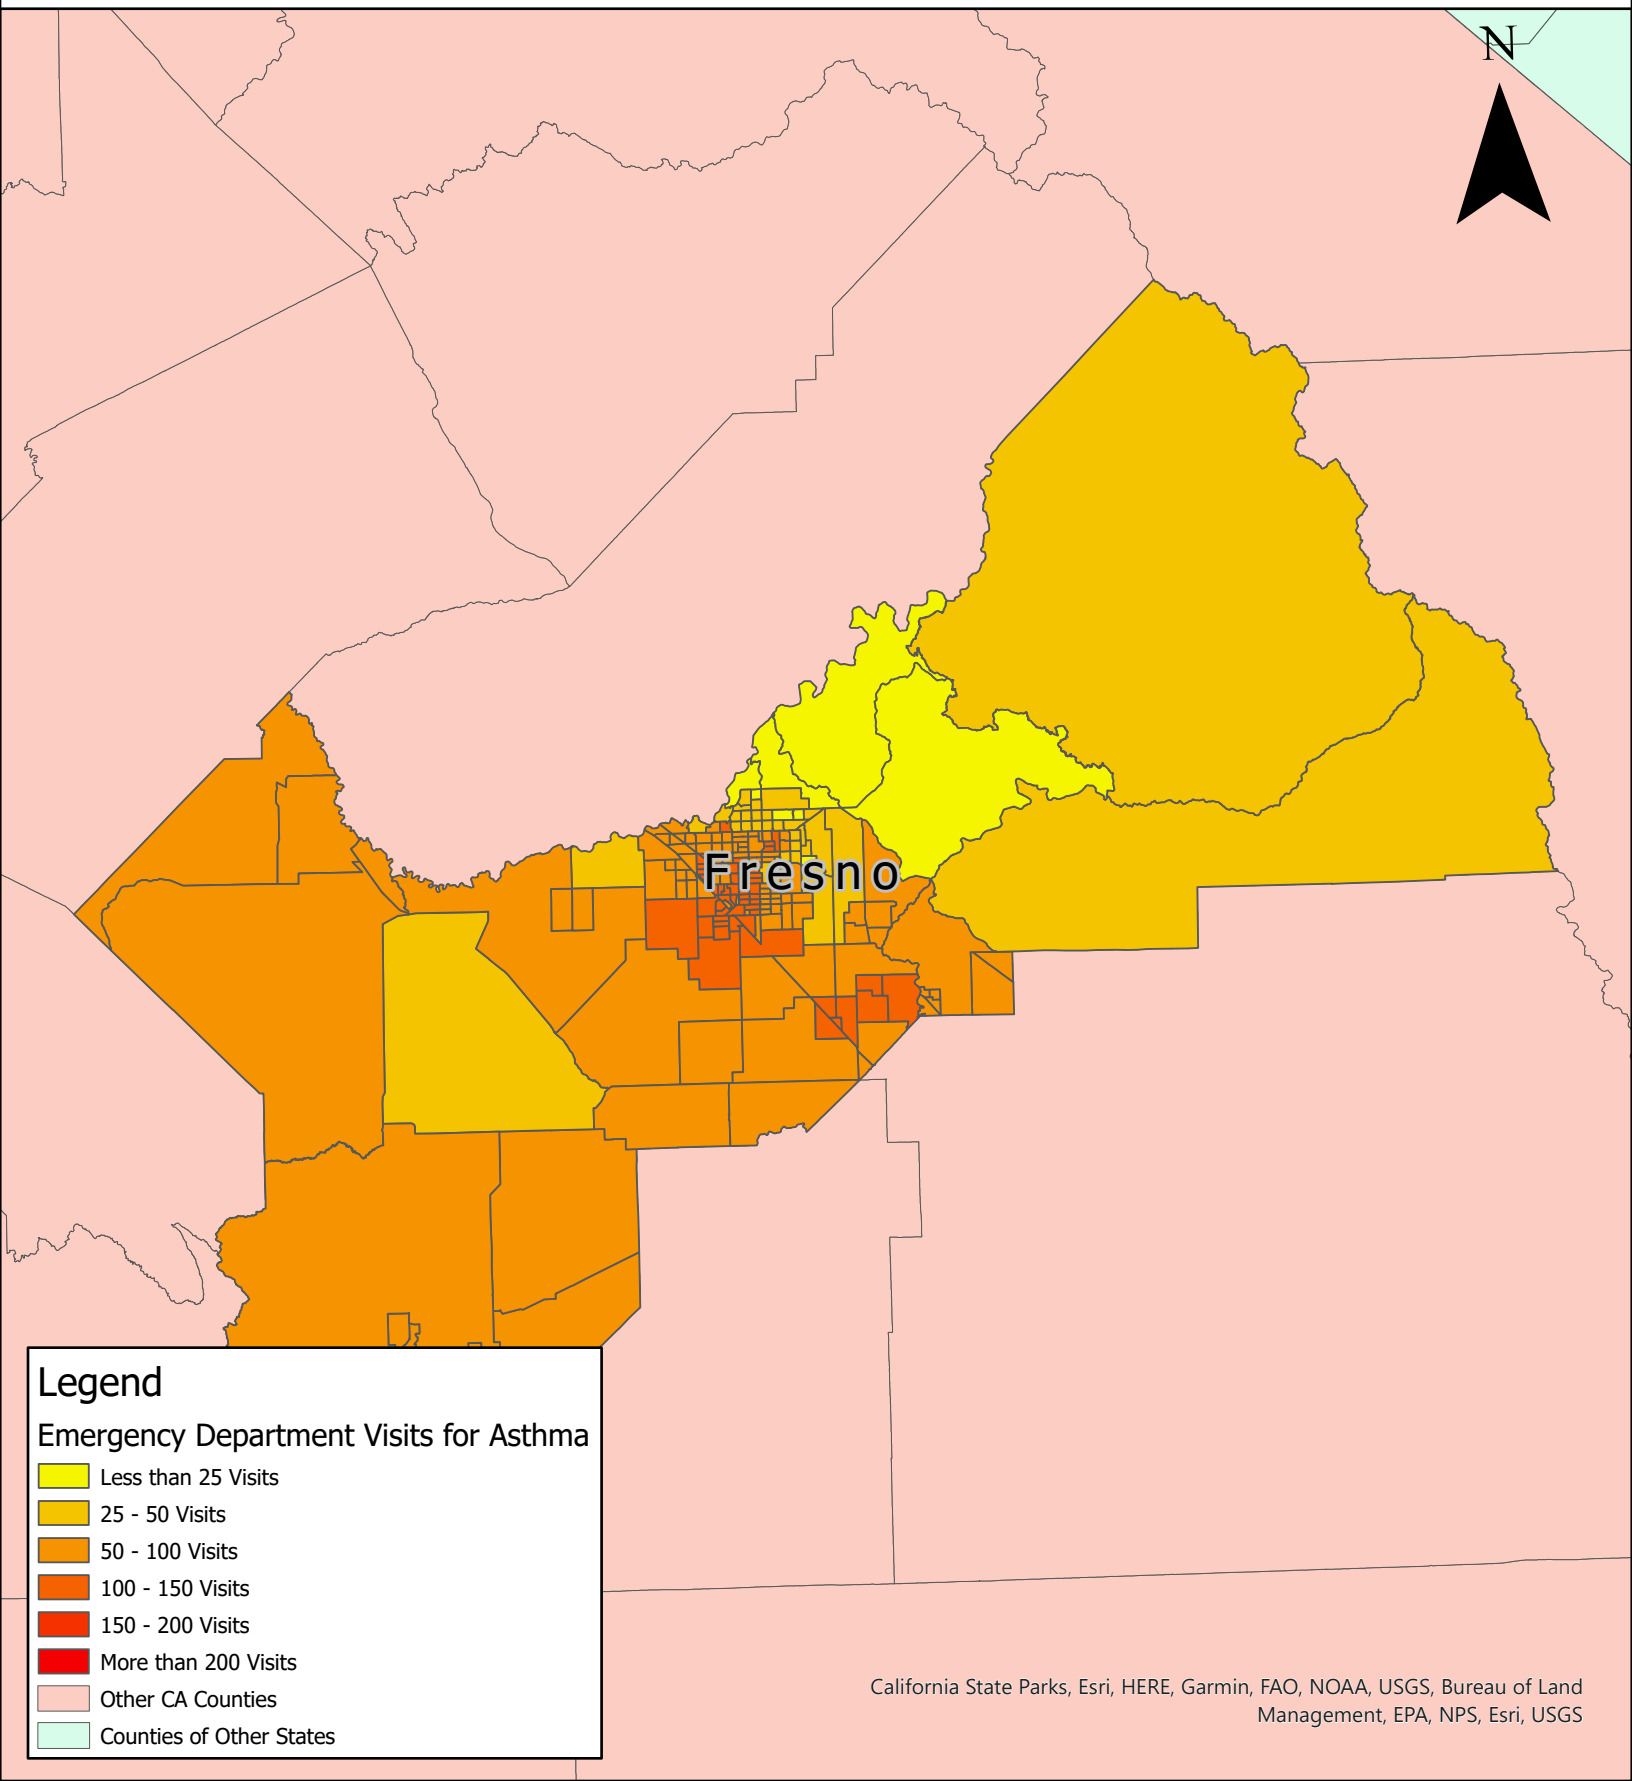 N
Fresno
Legend
Emergency Department Visits for Asthma
Less than 25 Visits
25 - 50 Visits
50 - 100 Visits
100 - 150 Visits
150 - 200 Visits
More than 200 Visits
Other CA Counties
Counties of Other States
California State Parks, Esri, HERE, Garmin, FAO, NOAA, USGS, Bureau of Land
Management, EPA, NPS, Esri, USGS